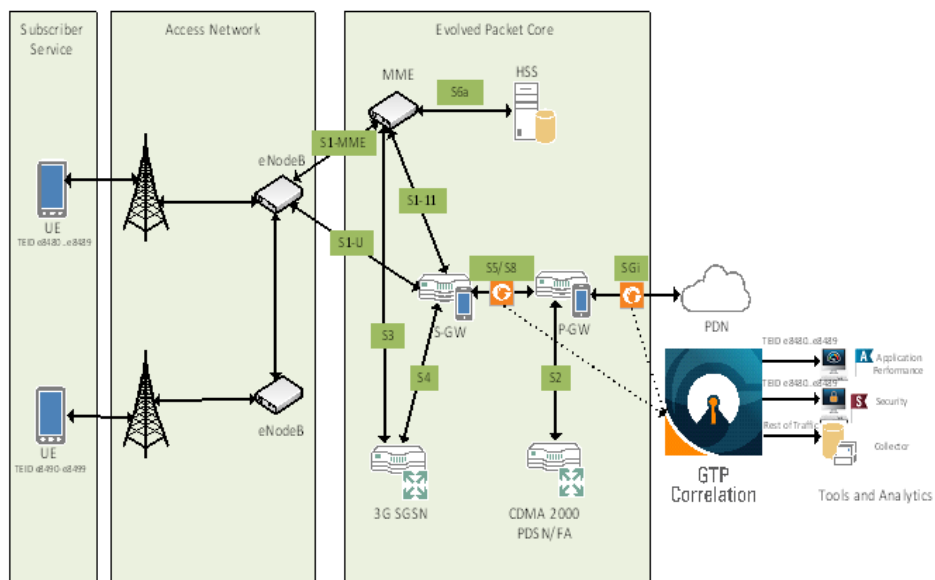 Subscriber
Service
Access Network
Evolved Packet Core
MME
HSS
S6a
S1-MME
eNodeB
S1-11
UE
TEID e8480..e8489
S1-U
S5/S8
SGi
S-GW
P-GW
PDN
S3
S4
S2
TEID e8480..e8489
A
Application
Performance
TEID e8480..e8489
S
Security
Rest of Traffic
Collector
eNodeB
UE
TEID e8490-e8499
GTP
Correlation
Tools and Analytics
3G SGSN
CDMA 2000
PDSN/FA